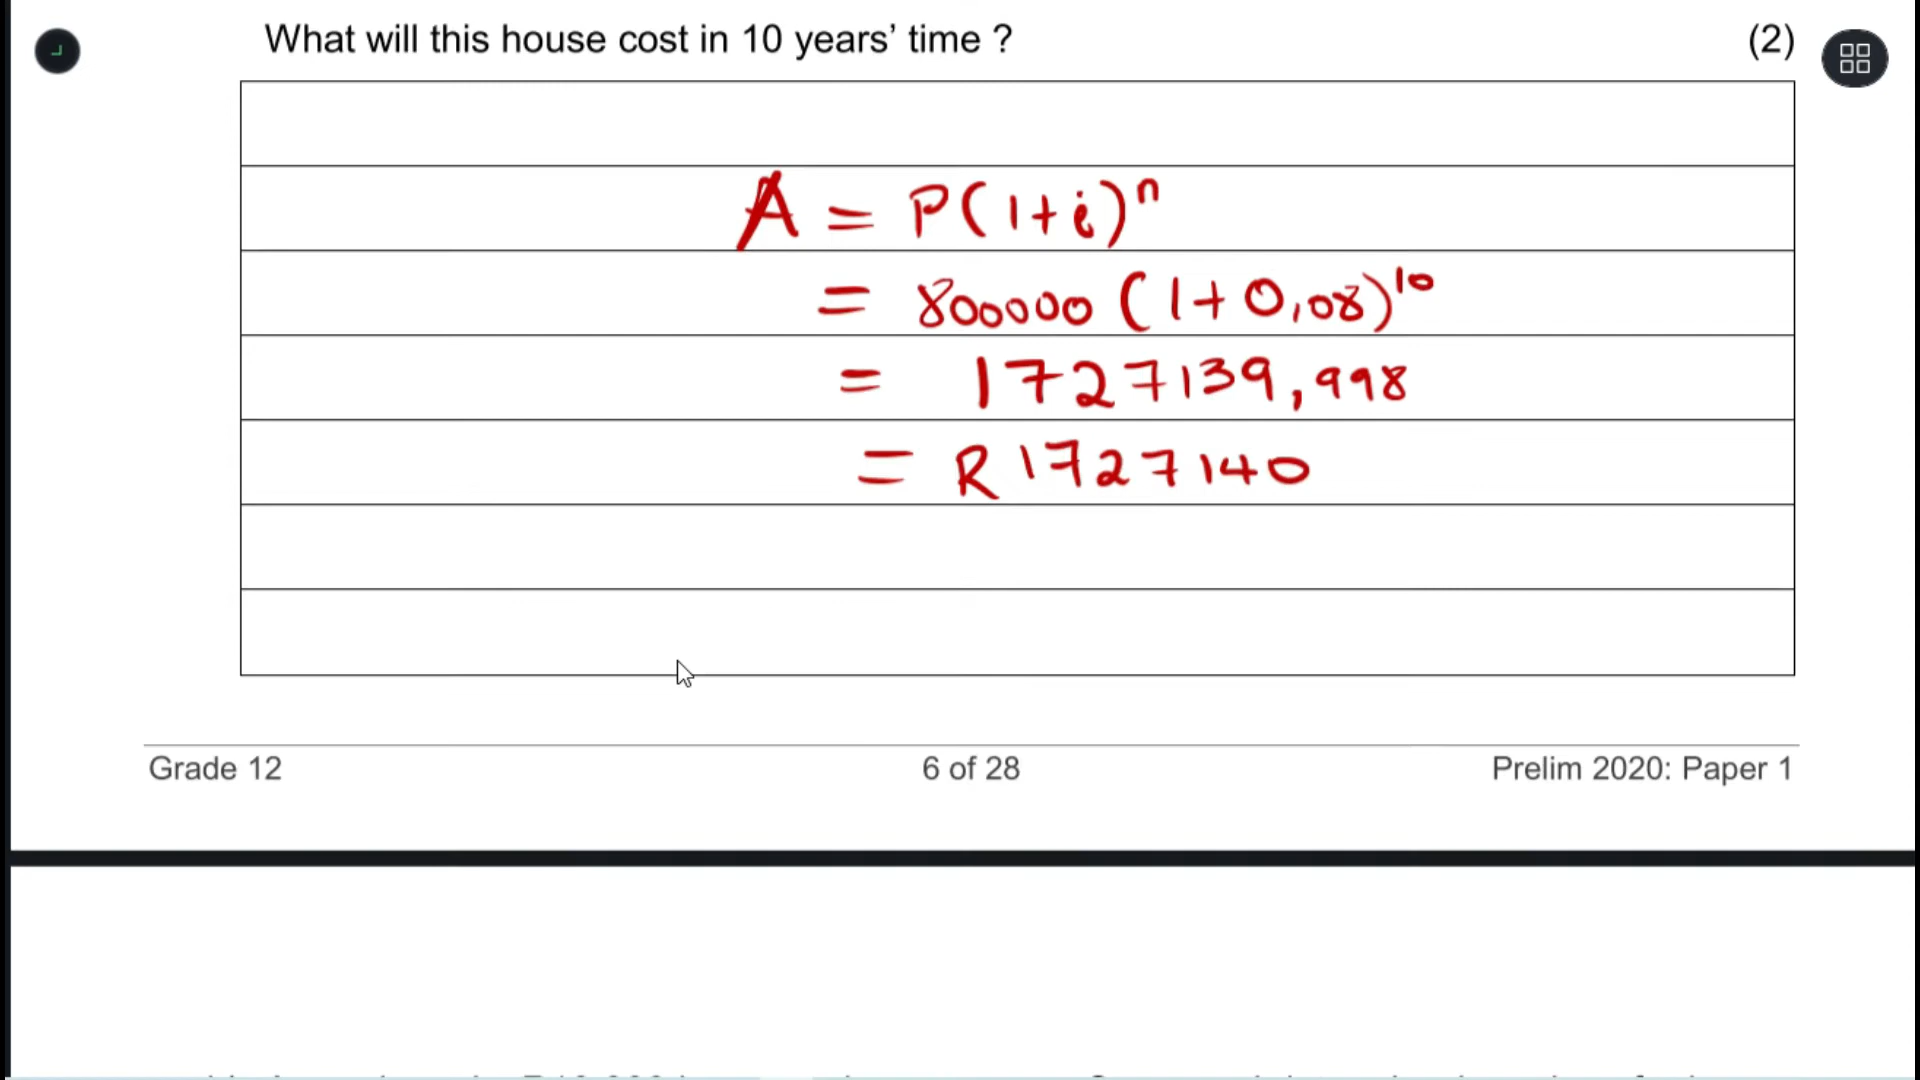 What will this house cost in 10 years’ time ? (2)
A = P(1+i)ⁿ
= 800000 (1+0,08)¹⁰
= 1727139,998
= R1727140
Grade 12 6 of 28 Prelim 2020: Paper 1